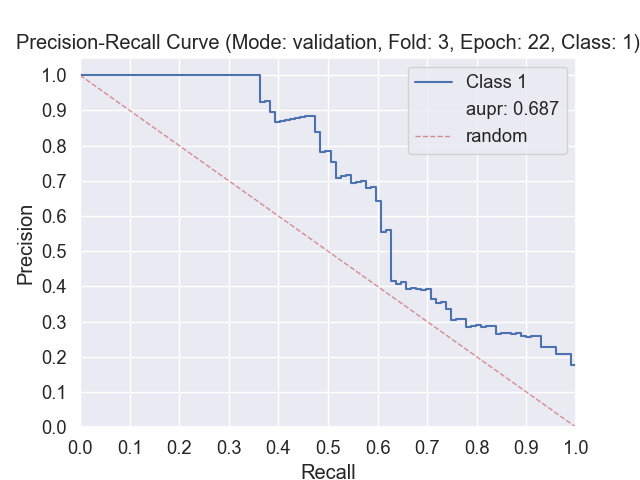 Precision-Recall Curve (Mode: validation, Fold: 3, Epoch: 22, Class: 1)
1.0
0.9
0.8
0.7
0.6
0.5
0.4
0.3
0.2
0.1
0.0
Precision
Class 1
aupr: 0.687
random
0.0 0.1 0.2 0.3 0.4 0.5 0.6 0.7 0.8 0.9 1.0
Recall